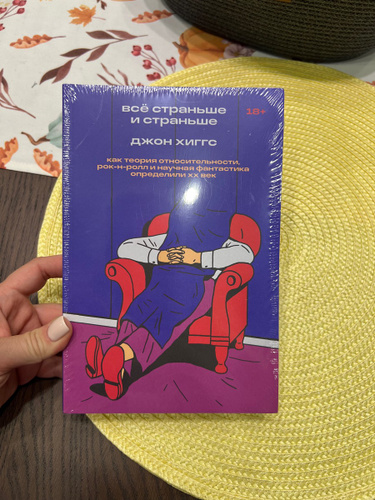 всё страньше
и страньше
18+
джон хиггс
как теория относительности,
рок-н-ролл и научная фантастика
определили xx век